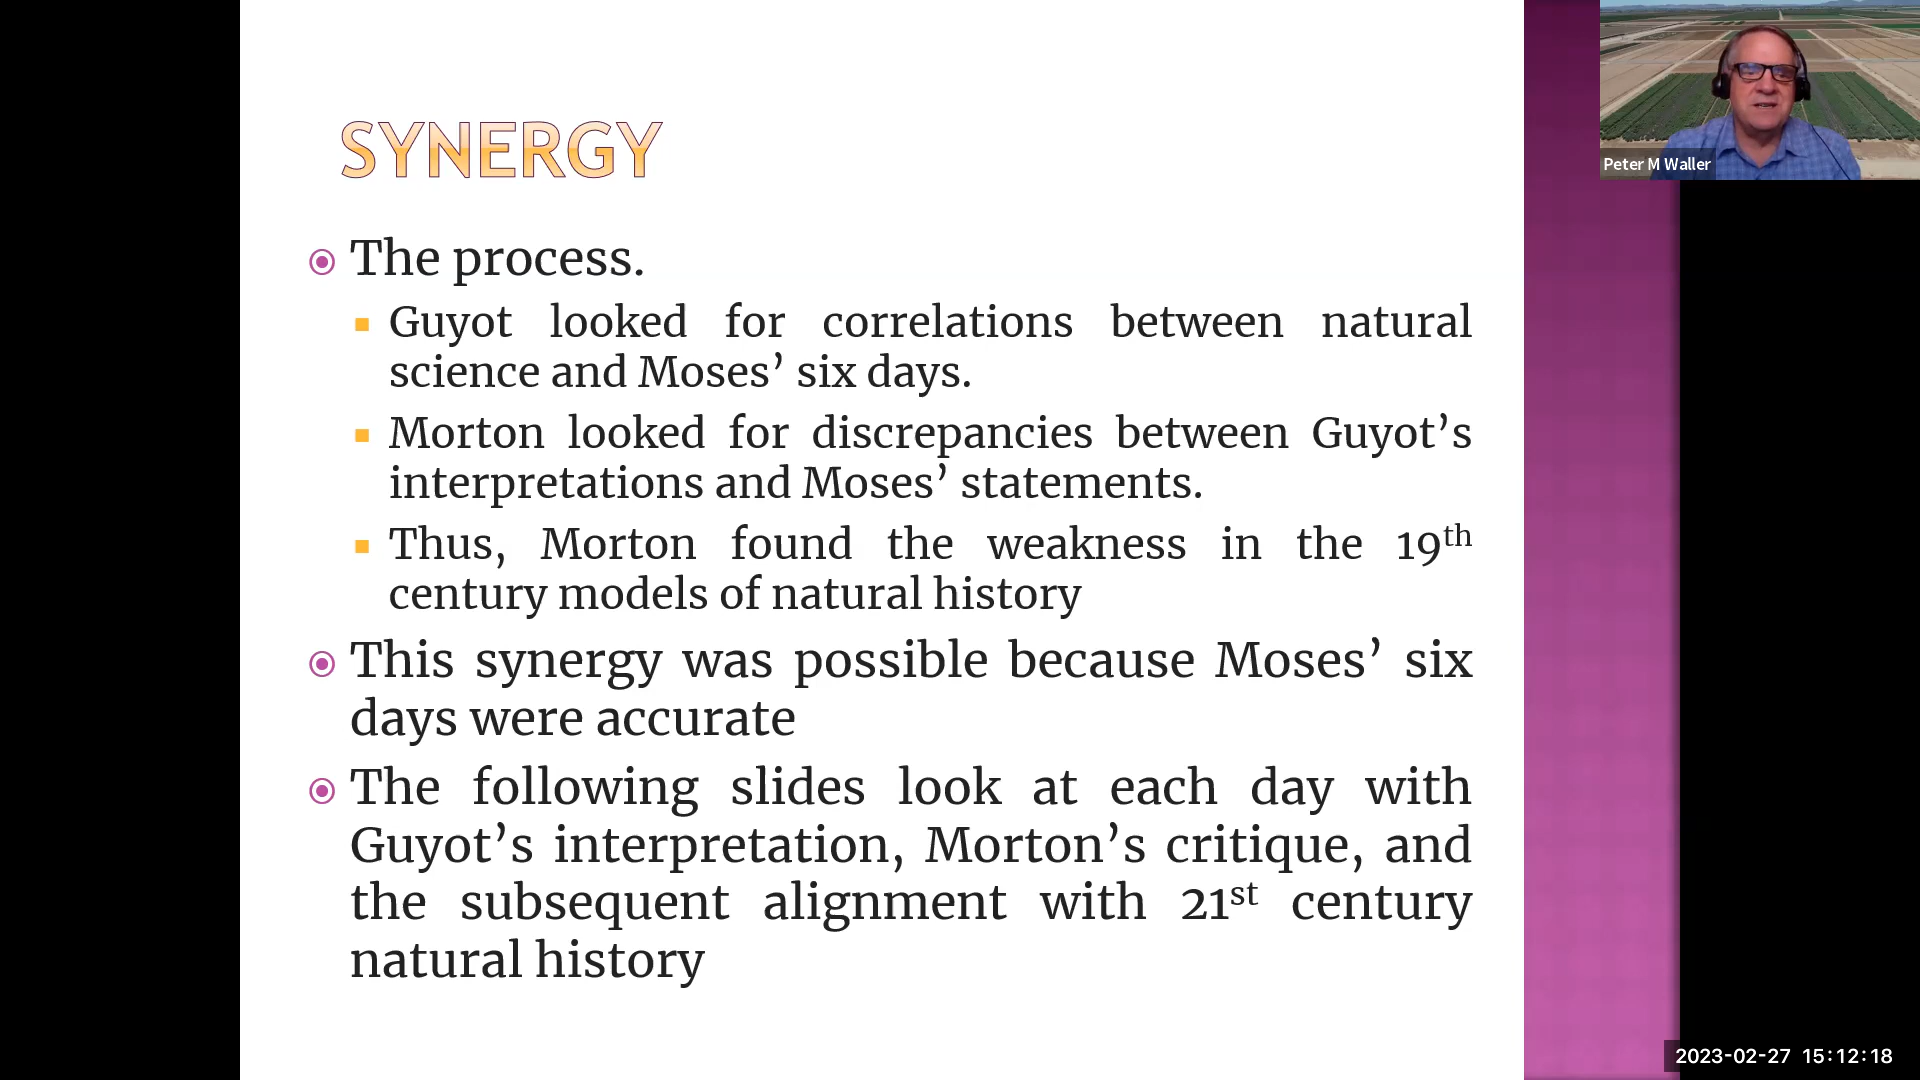 SYNERGY
The process.
Guyot looked for correlations between natural
science and Moses’ six days.
Morton looked for discrepancies between Guyot’s
interpretations and Moses’ statements.
Thus, Morton found the weakness in the 19th
century models of natural history
This synergy was possible because Moses’ six
days were accurate
The following slides look at each day with
Guyot’s interpretation, Morton’s critique, and
the subsequent alignment with 21st century
natural history
Peter M Waller
2023-02-27 15:12:18